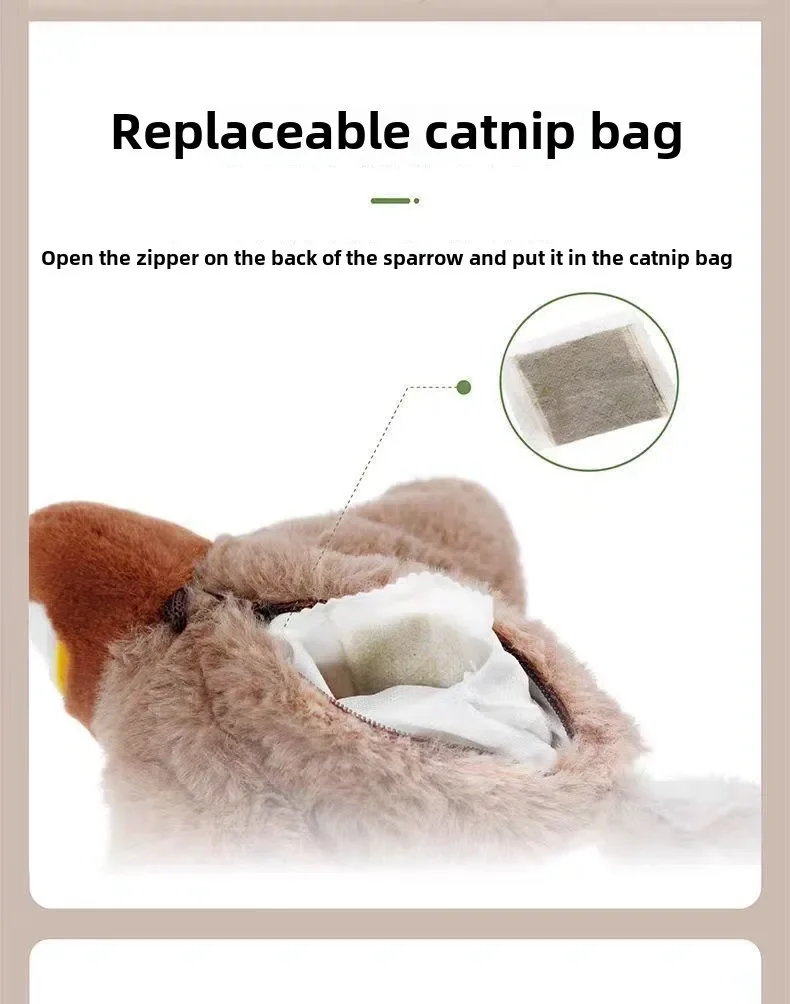 Replaceable catnip bag
Open the zipper on the back of the sparrow and put it in the catnip bag